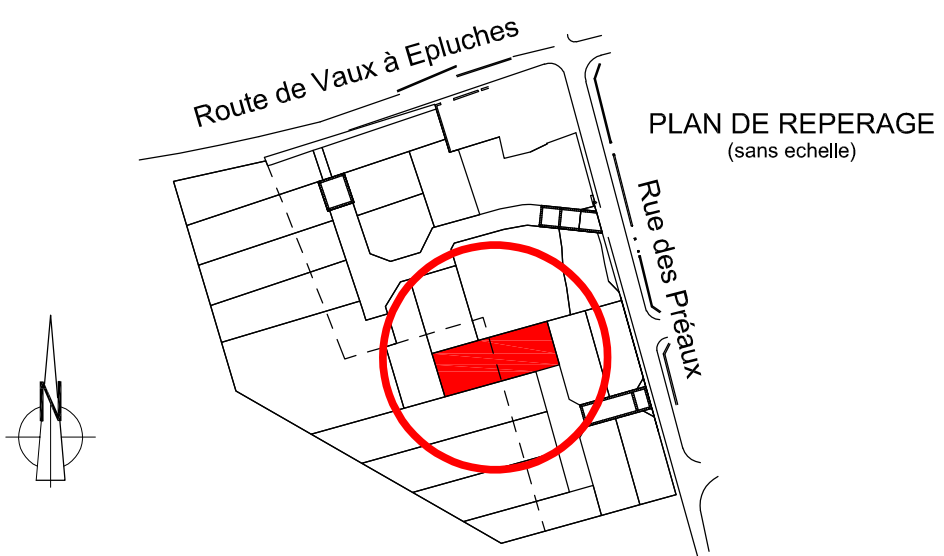 Route de Vaux à Epluches
PLAN DE REPERAGE
(sans echelle)
Rue des Préaux
N